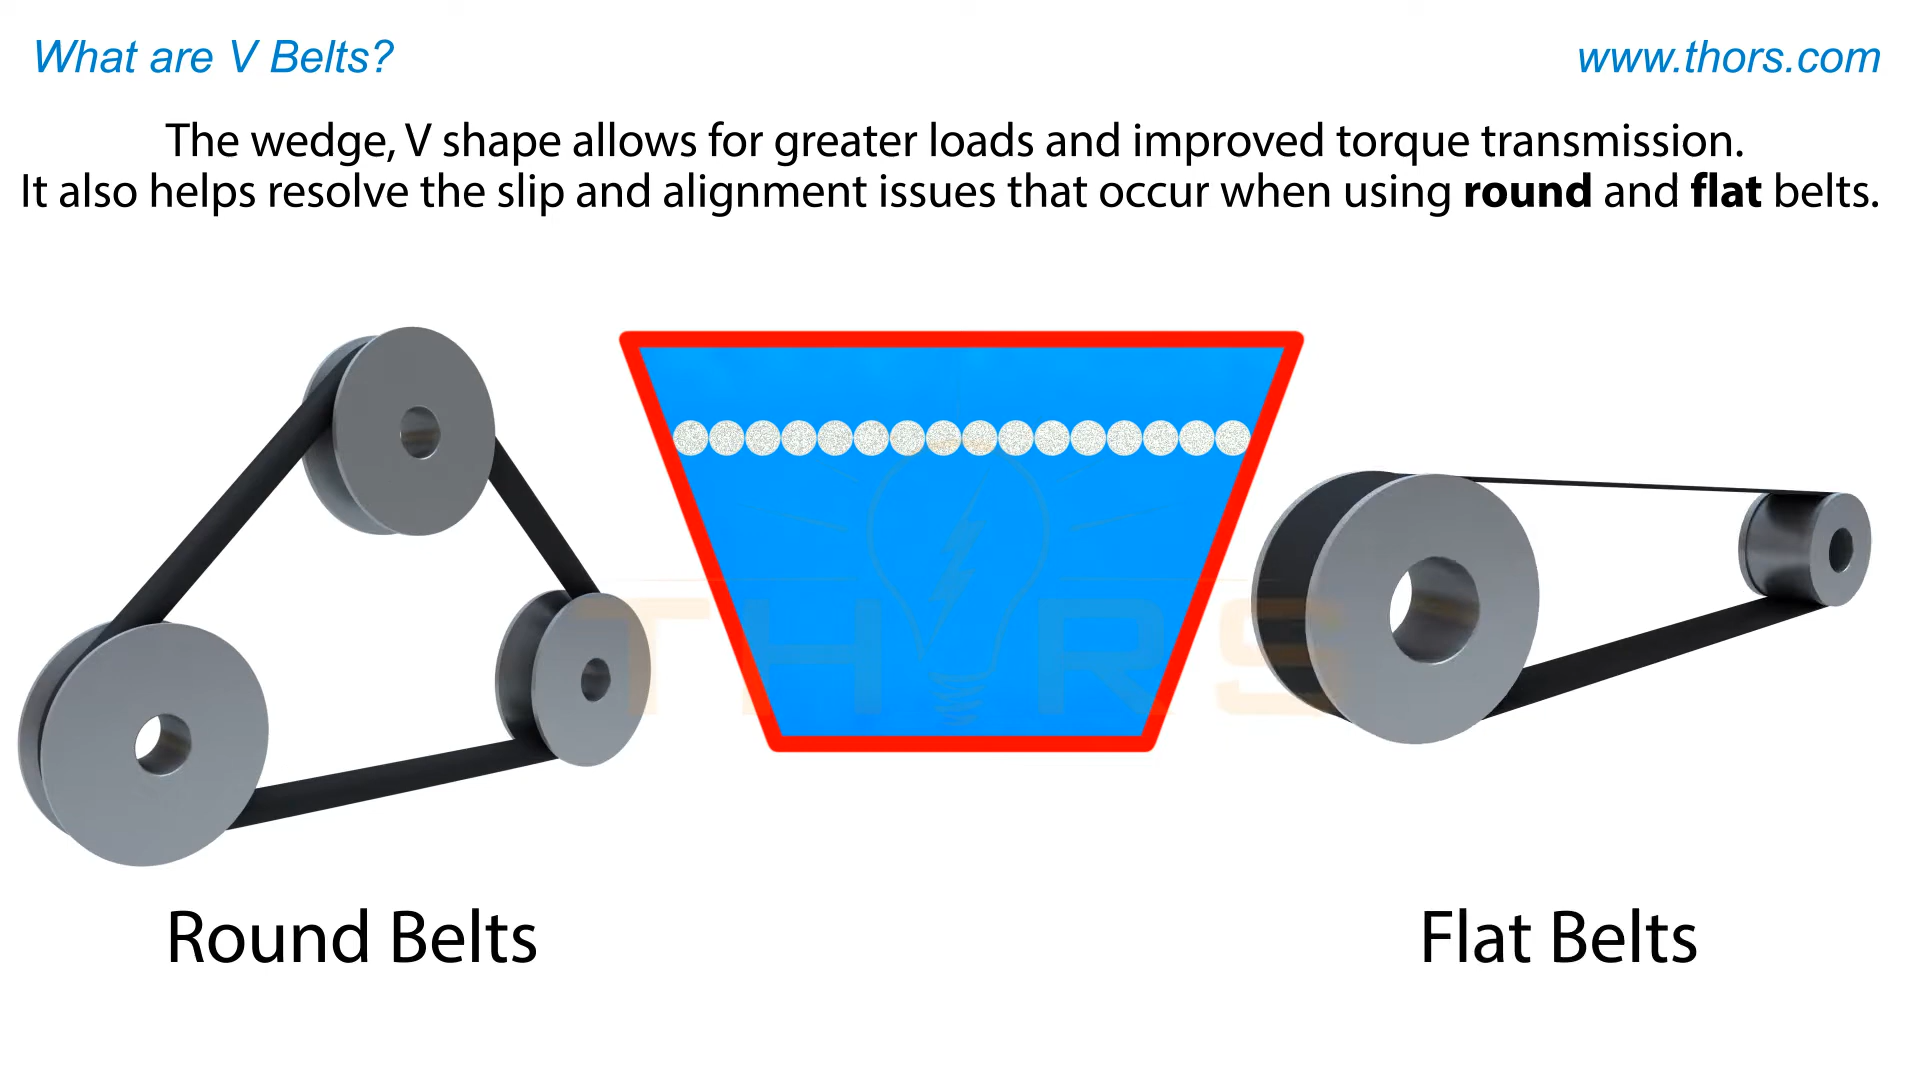 What are V Belts?
www.thors.com
The wedge, V shape allows for greater loads and improved torque transmission.
It also helps resolve the slip and alignment issues that occur when using round and flat belts.
THORS
Round Belts
Flat Belts